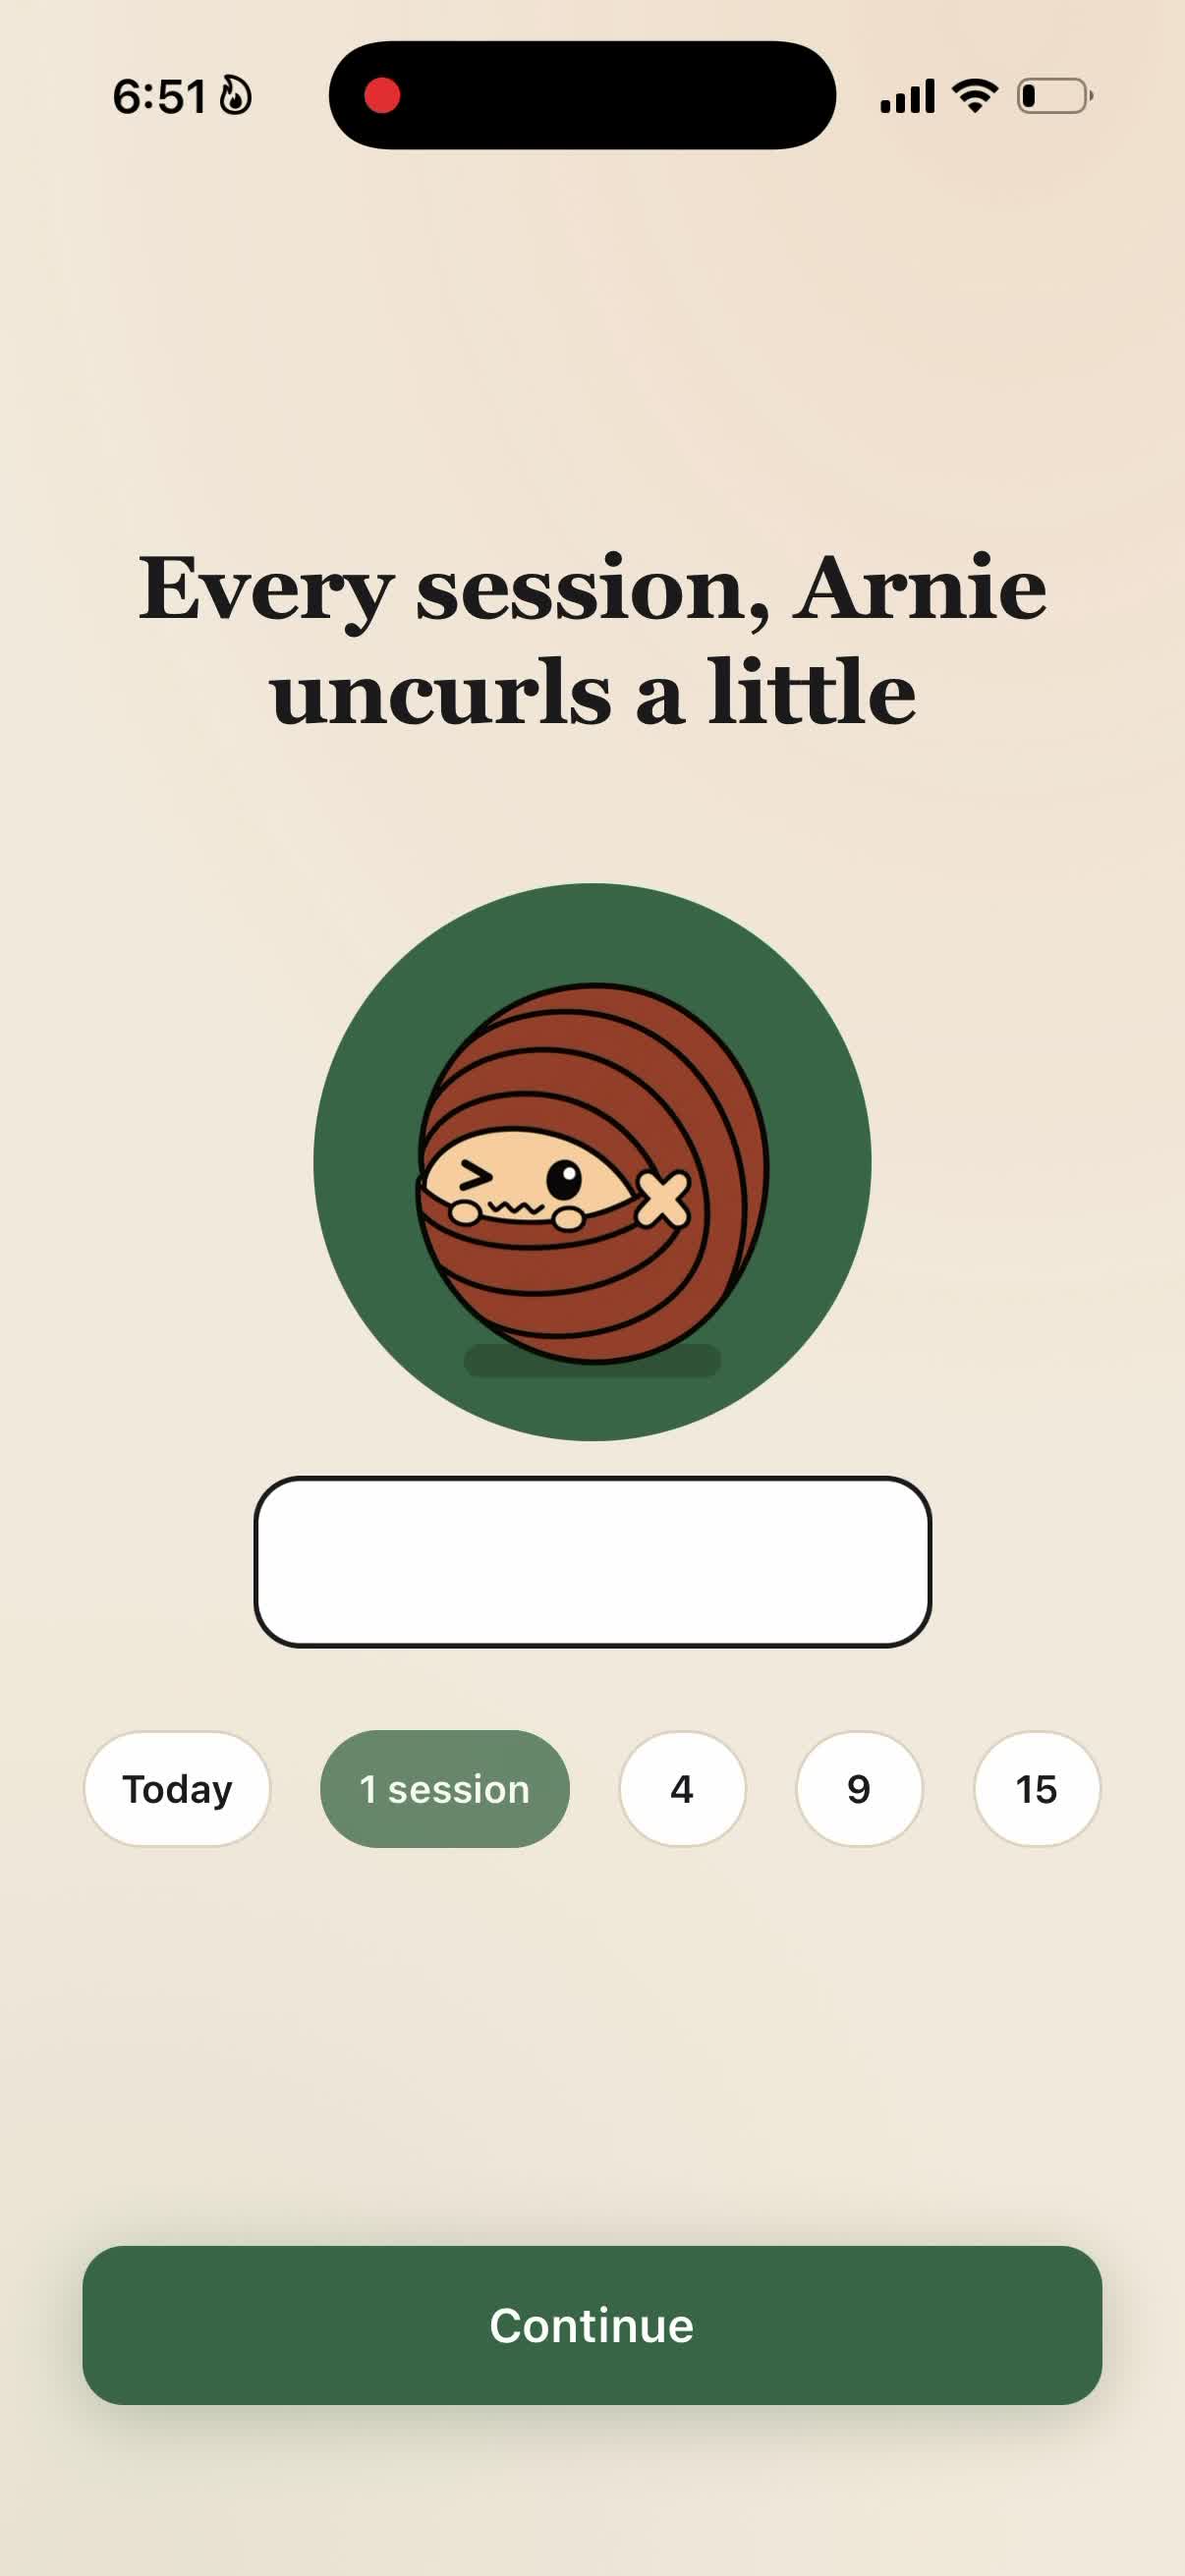 6:51
Every session, Arnie
uncurls a little
Today
1 session
4
9
15
Continue